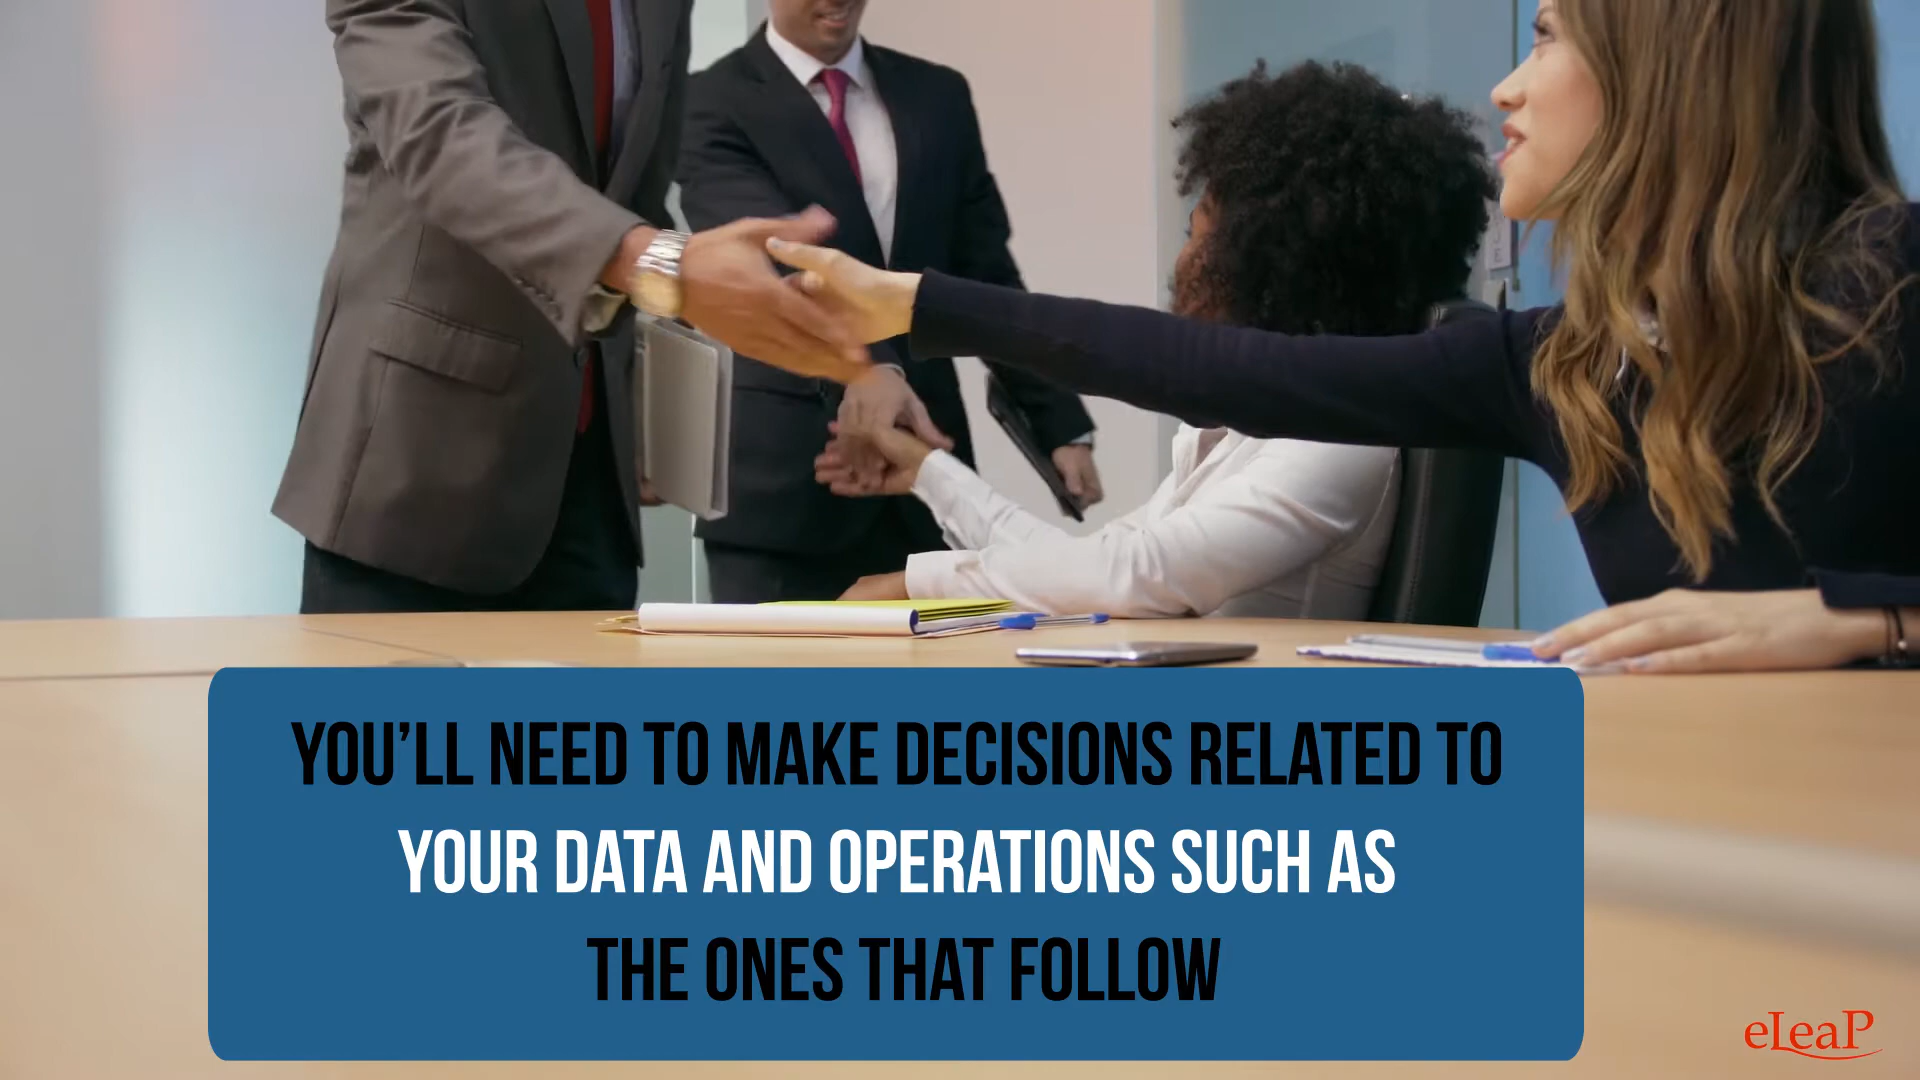 YOU'LL NEED TO MAKE DECISIONS RELATED TO
YOUR DATA AND OPERATIONS SUCH AS
THE ONES THAT FOLLOW
eLeaP